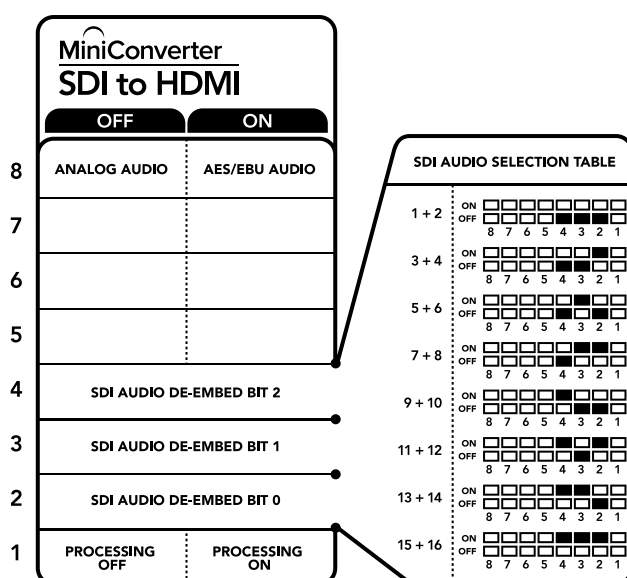 MiniConverter
SDI to HDMI
OFF ON
8 ANALOG AUDIO AES/EBU AUDIO
7
6
5
4 SDI AUDIO DE-EMBED BIT 2
3 SDI AUDIO DE-EMBED BIT 1
2 SDI AUDIO DE-EMBED BIT 0
1 PROCESSING OFF PROCESSING ON
SDI AUDIO SELECTION TABLE
1 + 2 ON
OFF
8 7 6 5 4 3 2 1
3 + 4 ON
OFF
8 7 6 5 4 3 2 1
5 + 6 ON
OFF
8 7 6 5 4 3 2 1
7 + 8 ON
OFF
8 7 6 5 4 3 2 1
9 + 10 ON
OFF
8 7 6 5 4 3 2 1
11 + 12 ON
OFF
8 7 6 5 4 3 2 1
13 + 14 ON
OFF
8 7 6 5 4 3 2 1
15 + 16 ON
OFF
8 7 6 5 4 3 2 1